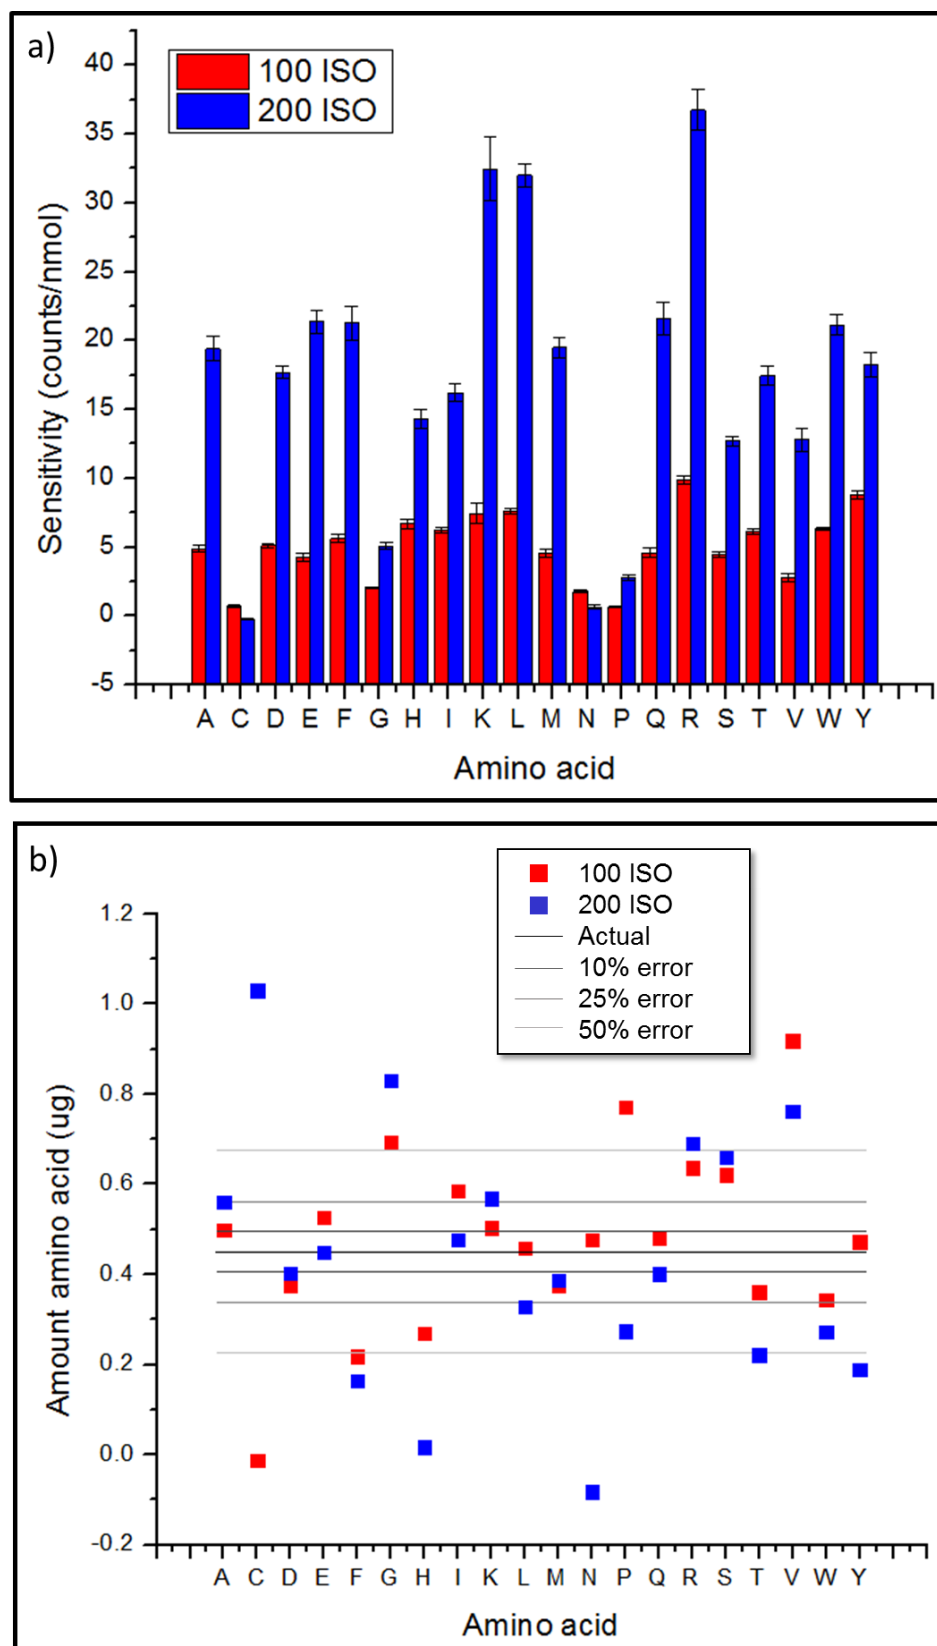 a)
100 ISO
200 ISO
40
35
30
25
20
15
10
5
0
-5
Sensitivity (counts/nmol)
A C D E F G H I K L M N P Q R S T V W Y
Amino acid
b)
100 ISO
200 ISO
Actual
10% error
25% error
50% error
1.2
1.0
0.8
0.6
0.4
0.2
0.0
-0.2
Amount amino acid (ug)
A C D E F G H I K L M N P Q R S T V W Y
Amino acid